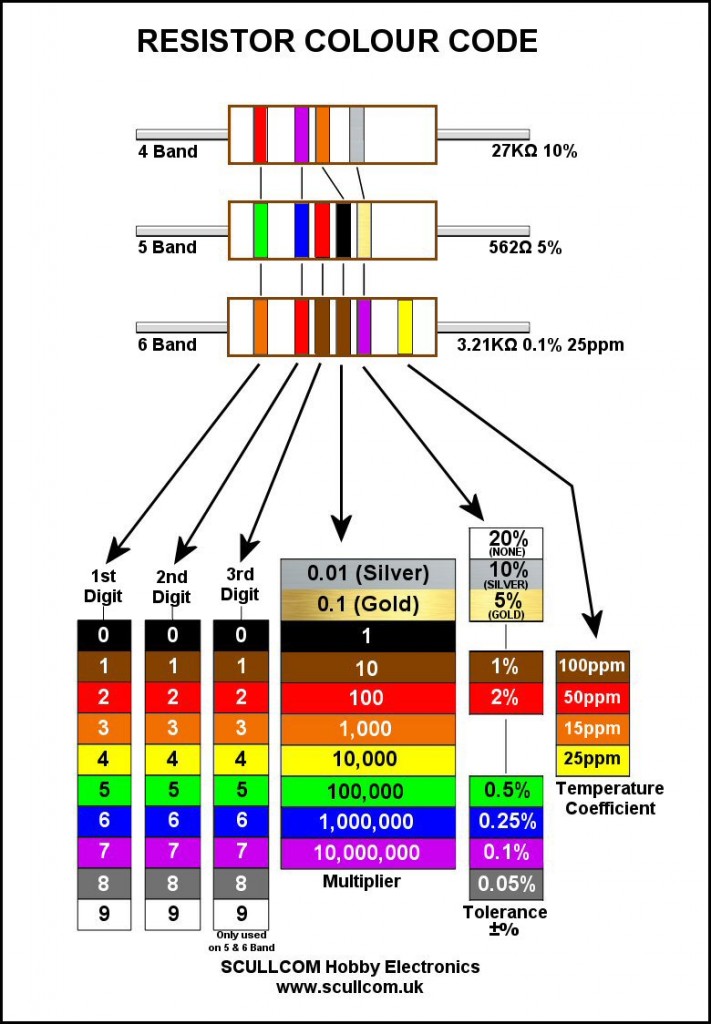 RESISTOR COLOUR CODE
4 Band
27KΩ 10%
5 Band
562Ω 5%
6 Band
3.21KΩ 0.1% 25ppm
1st
Digit
2nd
Digit
3rd
Digit
0.01 (Silver)
0.1 (Gold)
20%
(NONE)
10%
(SILVER)
5%
(GOLD)
0 0 0 1
1 1 1 10 1% 100ppm
2 2 2 100 2% 50ppm
3 3 3 1,000 15ppm
4 4 4 10,000 25ppm
5 5 5 100,000 0.5%
6 6 6 1,000,000 0.25%
7 7 7 10,000,000 0.1%
8 8 8 0.05%
9 9 9
Temperature
Coefficient
Multiplier
Tolerance
±%
Only used
on 5 & 6 Band
SCULLCOM Hobby Electronics
www.scullcom.uk